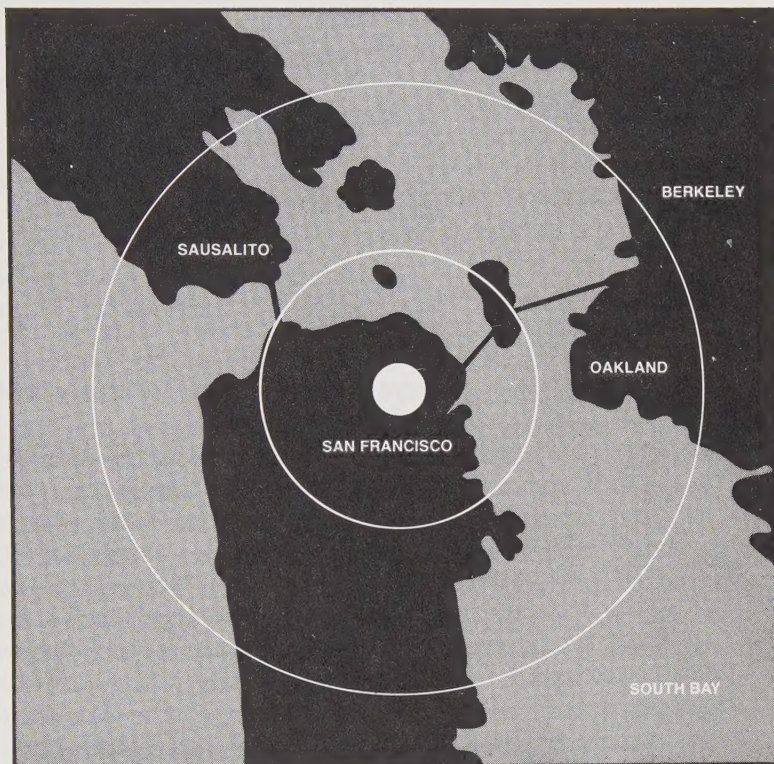 BERKELEY
SAUSALITO
OAKLAND
SAN FRANCISCO
SOUTH BAY